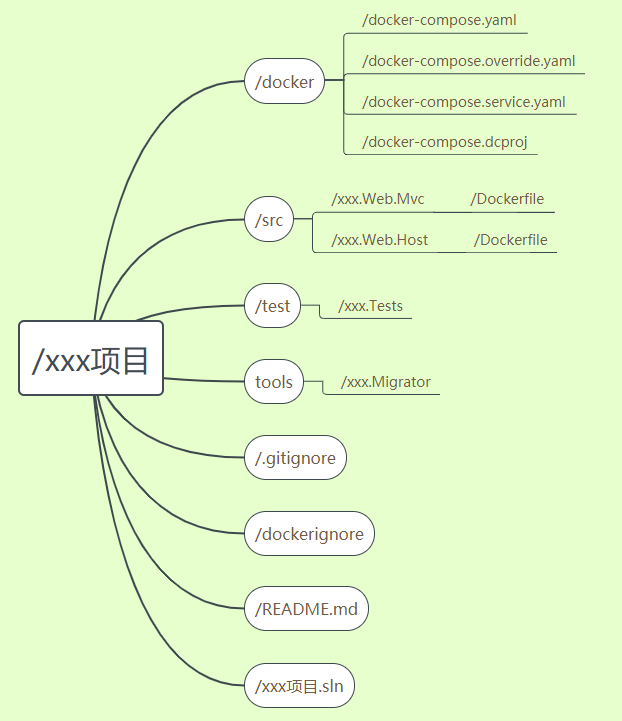 /xxx项目
/docker
/docker-compose.yaml
/docker-compose.override.yaml
/docker-compose.service.yaml
/docker-compose.dcproj
/src
/xxx.Web.Mvc /Dockerfile
/xxx.Web.Host /Dockerfile
/test
/xxx.Tests
tools
/xxx.Migrator
/.gitignore
/dockerignore
/README.md
/xxx项目.sln